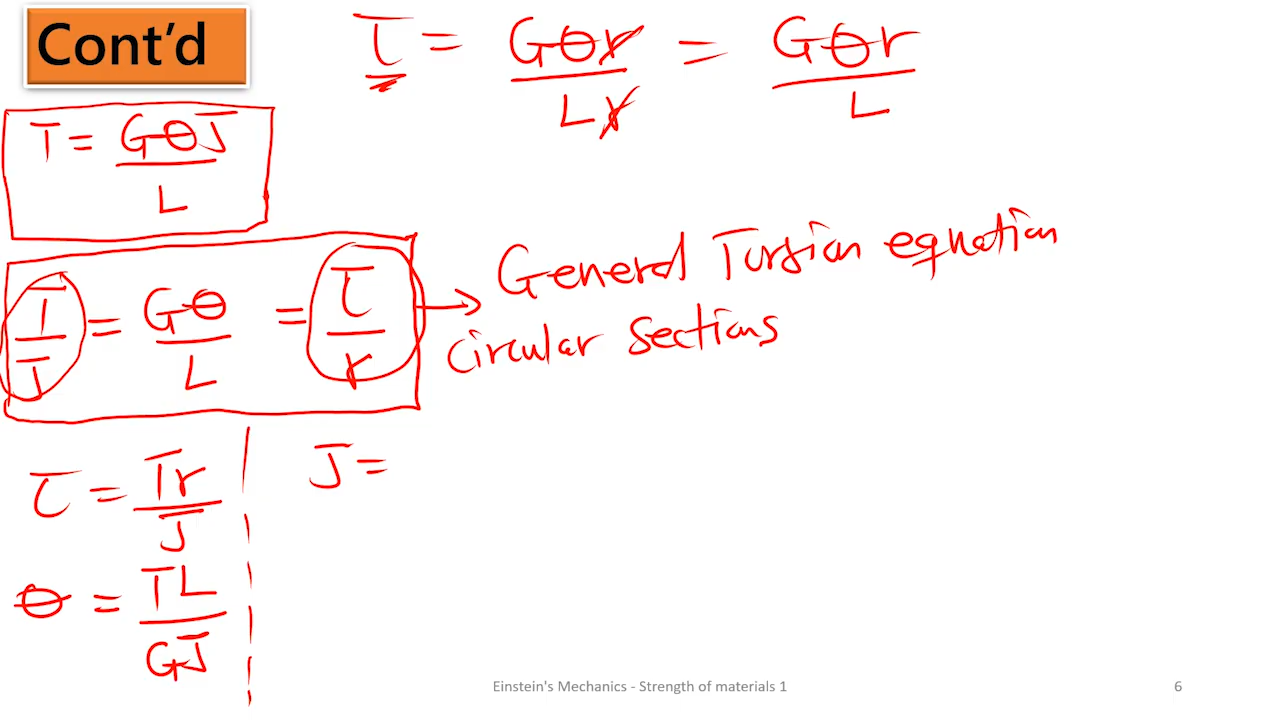 Cont'd
τ = Gθr / Lr = Gθr / L
T = GθJ / L
T / J = Gθ / L = τ / r → General Torsion equation
circular sections
τ = Tr / J
J =
θ = TL / GJ
Einstein's Mechanics - Strength of materials 1
6